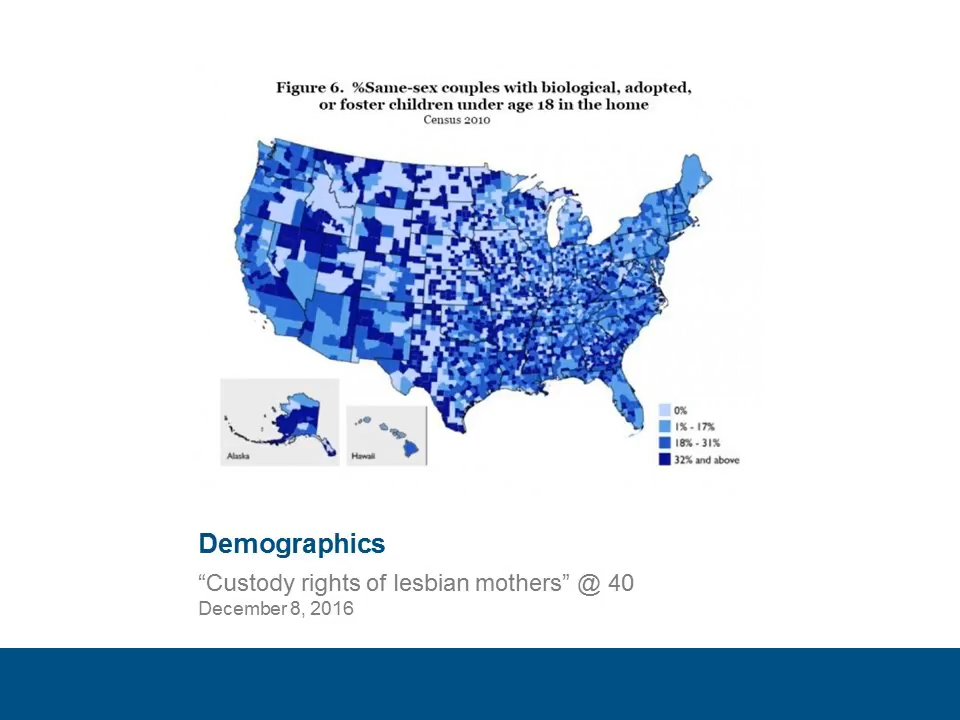 Figure 6. %Same-sex couples with biological, adopted,
or foster children under age 18 in the home
Census 2010
Alaska
Hawaii
0%
1% - 17%
18% - 31%
32% and above
Demographics
“Custody rights of lesbian mothers” @ 40
December 8, 2016